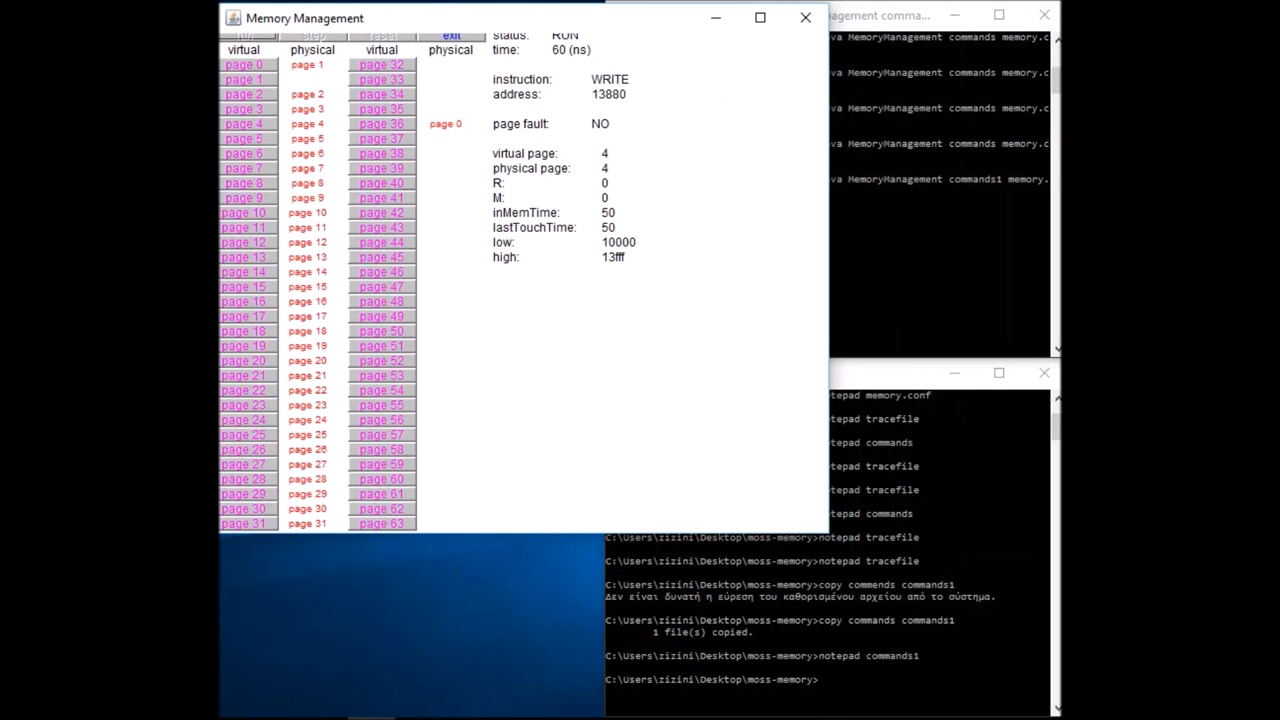 Memory Management
run step reset exit status: RUN
virtual physical virtual physical time: 60 (ns)
page 0 page 1 page 32
page 1 page 33 instruction: WRITE
page 2 page 2 page 34 address: 13880
page 3 page 3 page 35
page 4 page 4 page 36 page 0 page fault: NO
page 5 page 5 page 37
page 6 page 6 page 38 virtual page: 4
page 7 page 7 page 39 physical page: 4
page 8 page 8 page 40 R: 0
page 9 page 9 page 41 M: 0
page 10 page 10 page 42 inMemTime: 50
page 11 page 11 page 43 lastTouchTime: 50
page 12 page 12 page 44 low: 10000
page 13 page 13 page 45 high: 13fff
page 14 page 14 page 46
page 15 page 15 page 47
page 16 page 16 page 48
page 17 page 17 page 49
page 18 page 18 page 50
page 19 page 19 page 51
page 20 page 20 page 52
page 21 page 21 page 53
page 22 page 22 page 54
page 23 page 23 page 55
page 24 page 24 page 56
page 25 page 25 page 57
page 26 page 26 page 58
page 27 page 27 page 59
page 28 page 28 page 60
page 29 page 29 page 61
page 30 page 30 page 62
page 31 page 31 page 63
agement comma...
va MemoryManagement commands memory.c
va MemoryManagement commands memory.c
va MemoryManagement commands memory.c
va MemoryManagement commands memory.c
va MemoryManagement commands1 memory.
otepad memory.conf
otepad tracefile
otepad commands
otepad tracefile
otepad tracefile
otepad commands
C:\Users\zizini\Desktop\moss-memory>notepad tracefile
C:\Users\zizini\Desktop\moss-memory>notepad tracefile
C:\Users\zizini\Desktop\moss-memory>copy commends commands1
Δεν είναι δυνατή η εύρεση του καθορισμένου αρχείου από το σύστημα.
C:\Users\zizini\Desktop\moss-memory>copy commands commands1
1 file(s) copied.
C:\Users\zizini\Desktop\moss-memory>notepad commands1
C:\Users\zizini\Desktop\moss-memory>